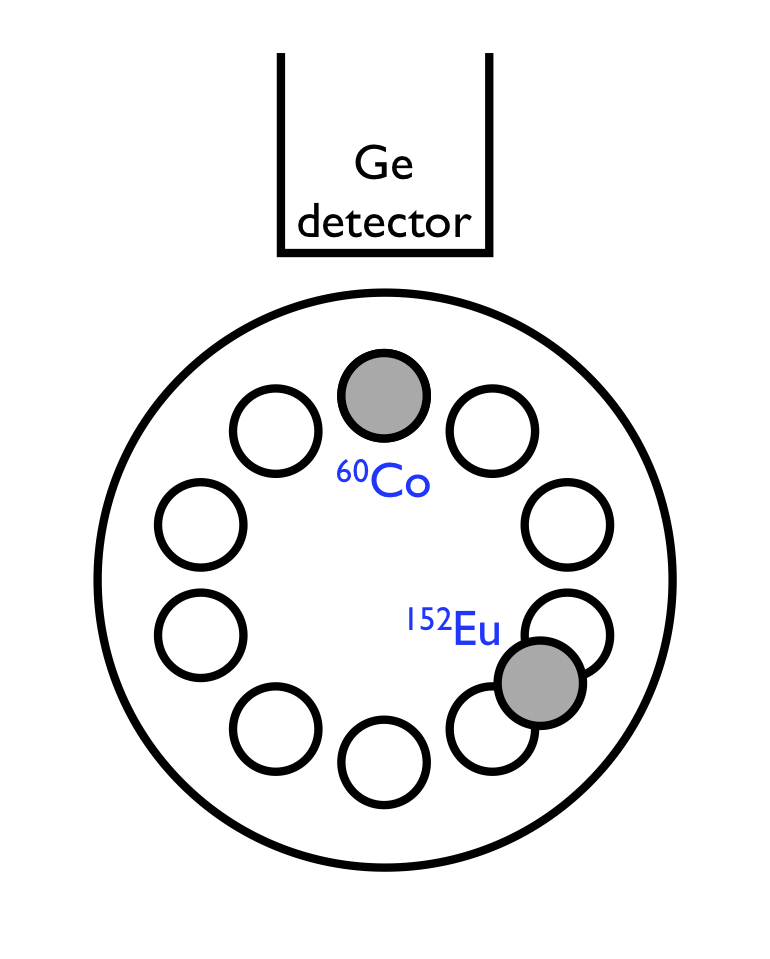 Ge
detector
⁶⁰Co
¹⁵²Eu